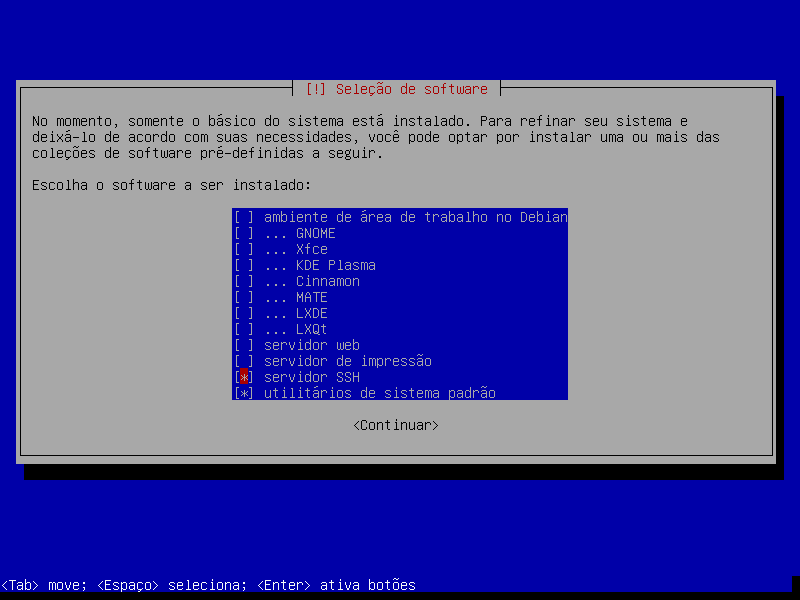 [!] Seleção de software
No momento, somente o básico do sistema está instalado. Para refinar seu sistema e
deixá-lo de acordo com suas necessidades, você pode optar por instalar uma ou mais das
coleções de software pré-definidas a seguir.
Escolha o software a ser instalado:
[ ] ambiente de área de trabalho no Debian
[ ] ... GNOME
[ ] ... Xfce
[ ] ... KDE Plasma
[ ] ... Cinnamon
[ ] ... MATE
[ ] ... LXDE
[ ] ... LXQt
[ ] servidor web
[ ] servidor de impressão
[*] servidor SSH
[*] utilitários de sistema padrão
<Continuar>
<Tab> move; <Espaço> seleciona; <Enter> ativa botões